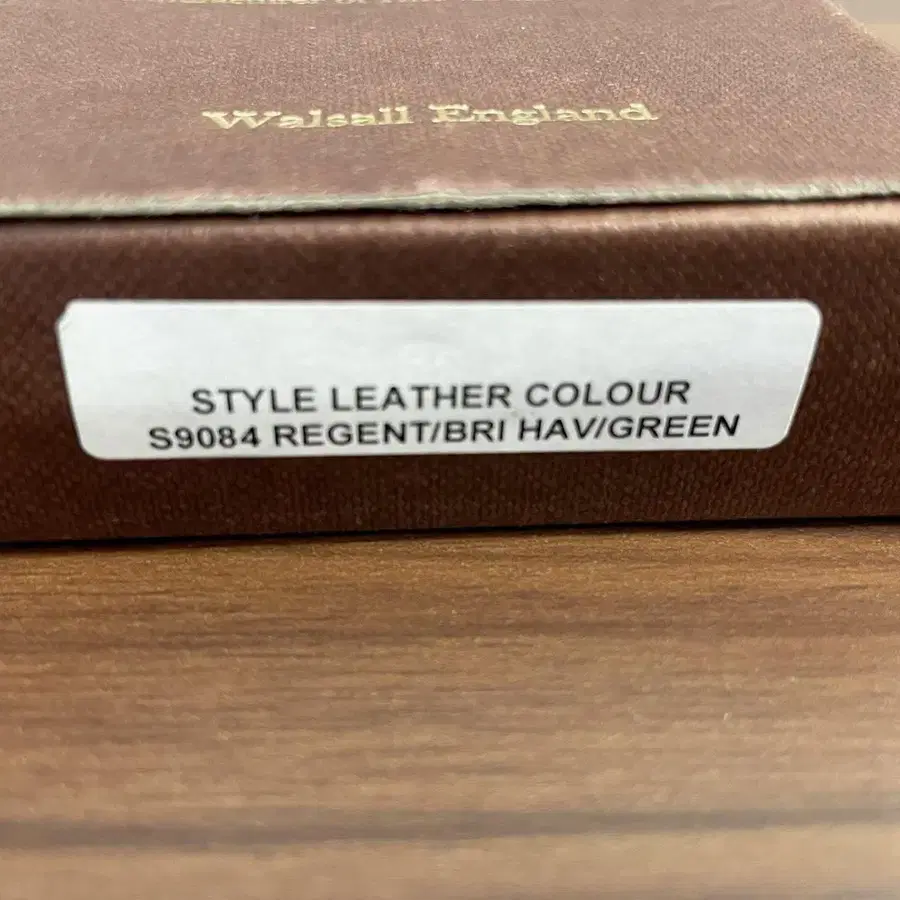 Walsall England
STYLE LEATHER COLOUR
S9084 REGENT/BRI HAV/GREEN